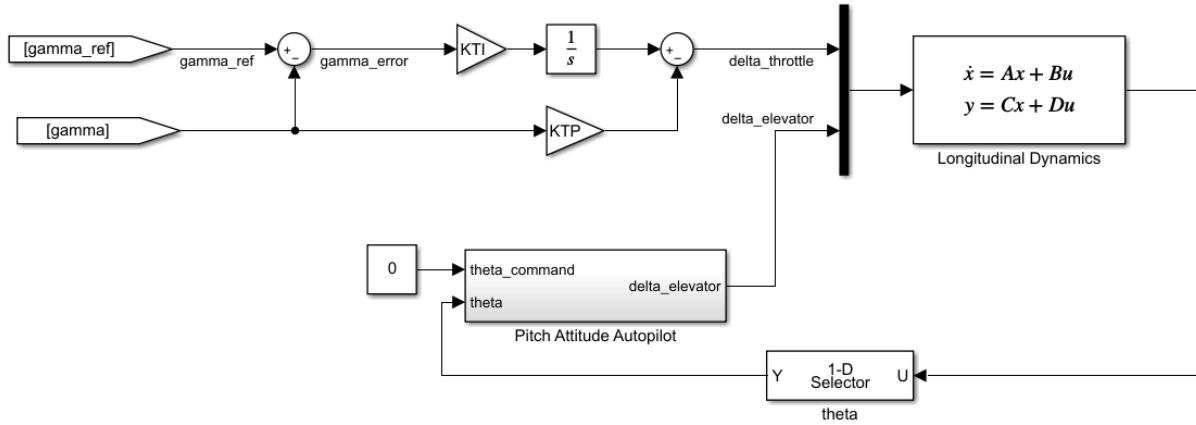 [gamma_ref]
gamma_ref
+
−
gamma_error
KTI
1
s
+
−
delta_throttle
[gamma]
KTP
delta_elevator
ẋ = Ax + Bu
y = Cx + Du
Longitudinal Dynamics
0
theta_command
theta
delta_elevator
Pitch Attitude Autopilot
Y
1-D
Selector
U
theta